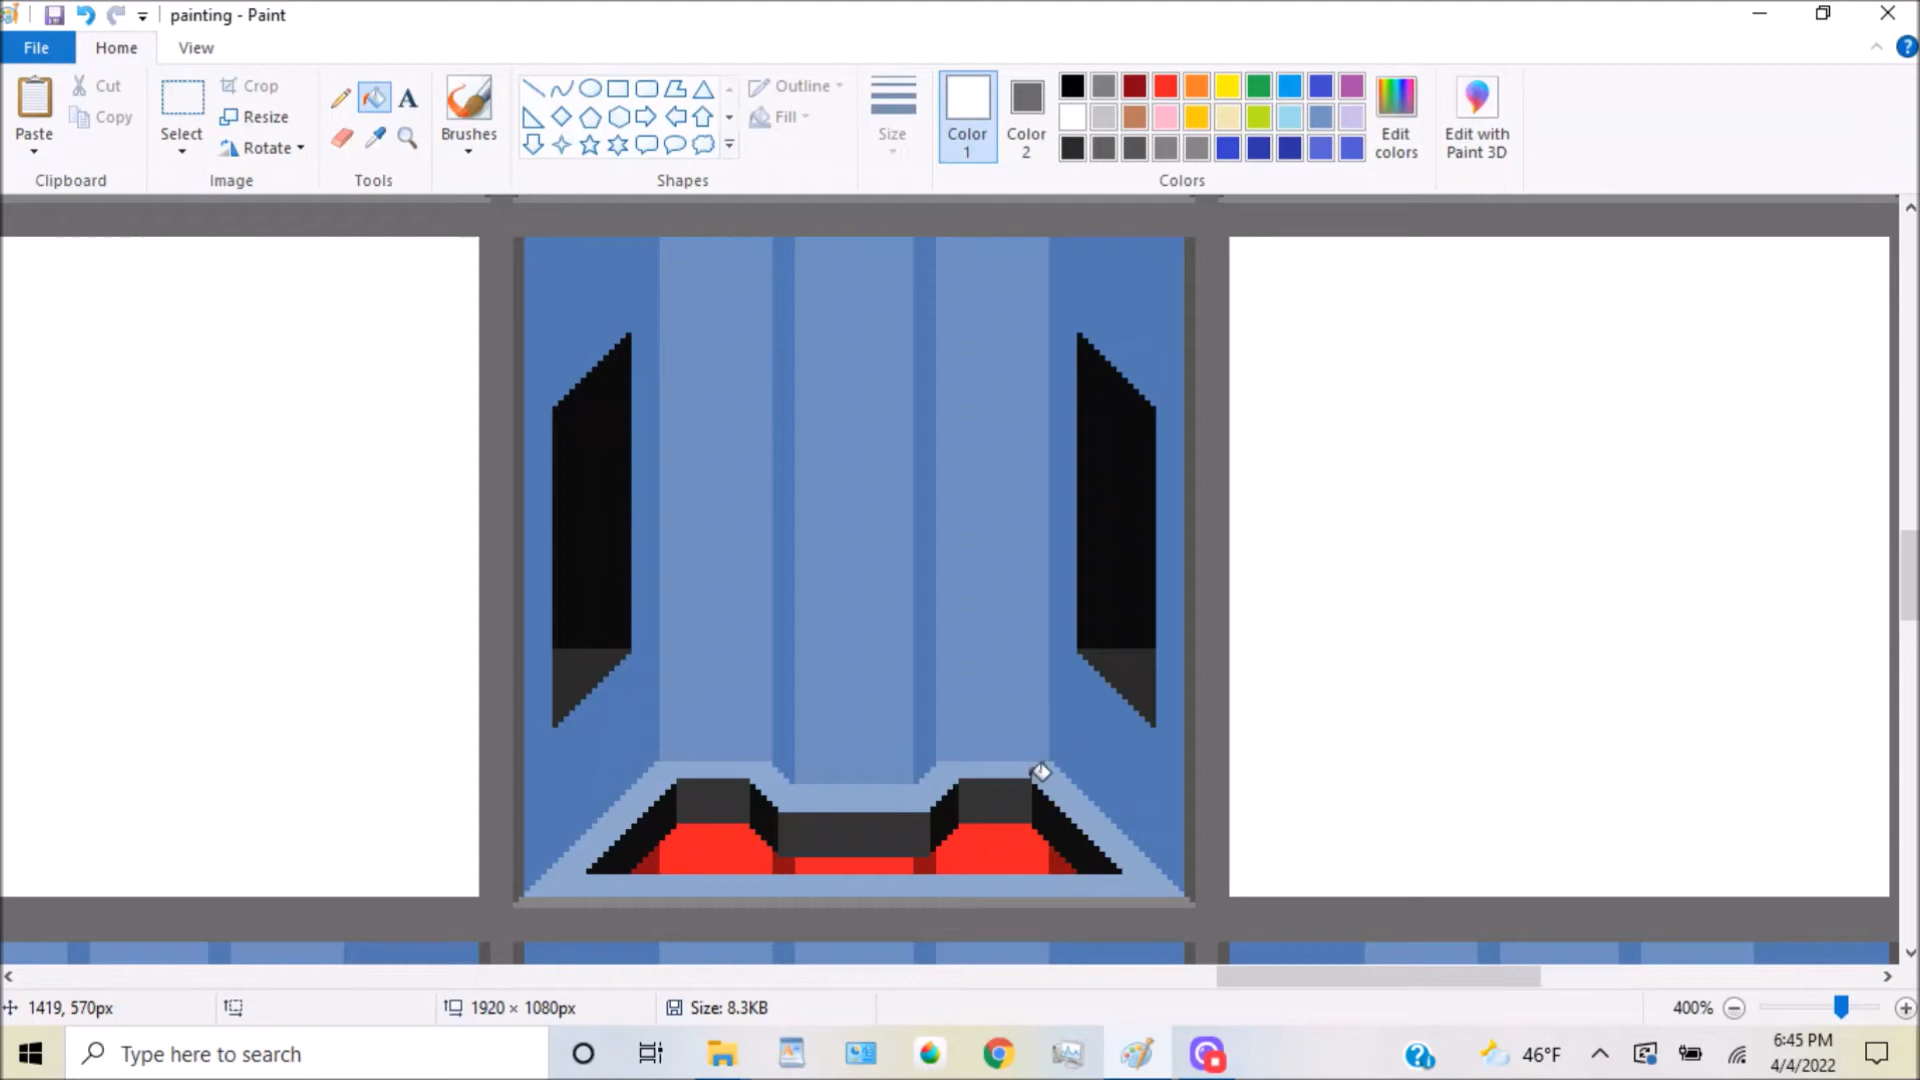 painting - Paint
File Home View
Paste
Cut
Copy
Clipboard
Select
Crop
Resize
Rotate
Image
A
Tools
Brushes
Shapes
Outline
Fill
Size
Color 1
Color 2
Edit colors
Colors
Edit with Paint 3D
1419, 570px
1920 × 1080px
Size: 8.3KB
400%
Type here to search
46°F
6:45 PM
4/4/2022